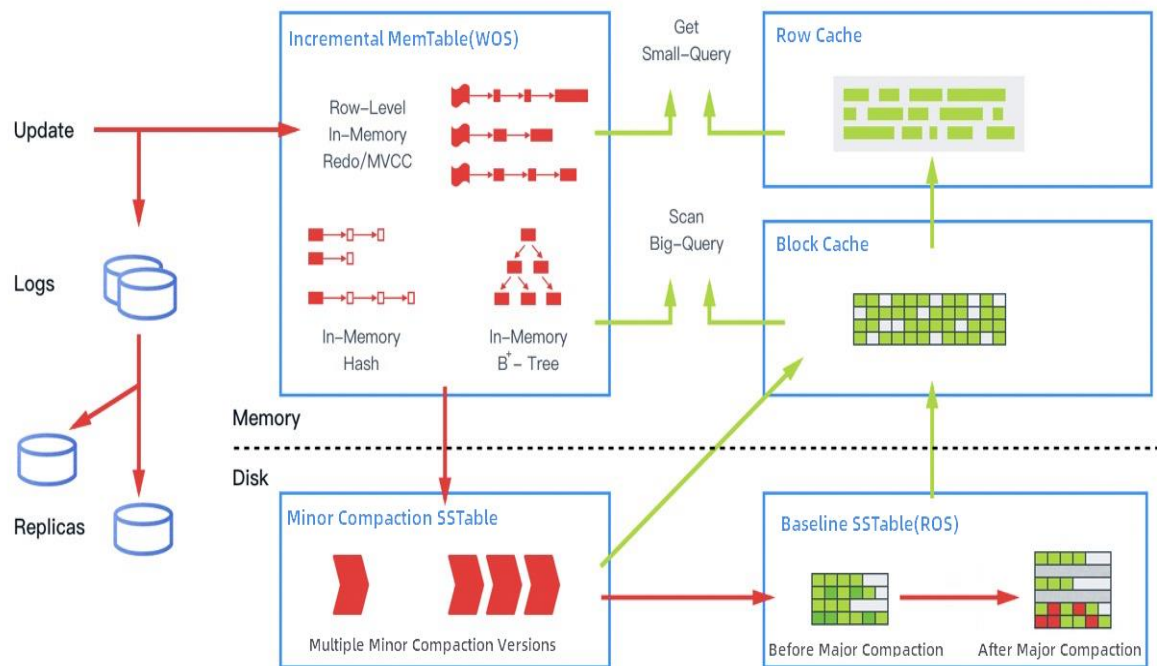 Incremental MemTable(WOS)
Row-Level
In-Memory
Redo/MVCC
In-Memory
Hash
In-Memory
B+- Tree
Get
Small-Query
Scan
Big-Query
Row Cache
Block Cache
Update
Logs
Replicas
Memory
Disk
Minor Compaction SSTable
Multiple Minor Compaction Versions
Baseline SSTable(ROS)
Before Major Compaction
After Major Compaction